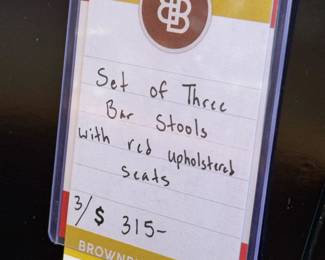 Set of Three
Bar Stools
with red upholstered
seats
3/$ 315-